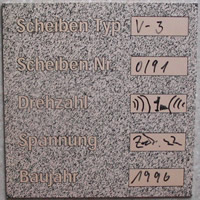 Scheiben Typ V-3
Scheiben Nr. 0191
Drehzahl
Spannung
Baujahr 1996